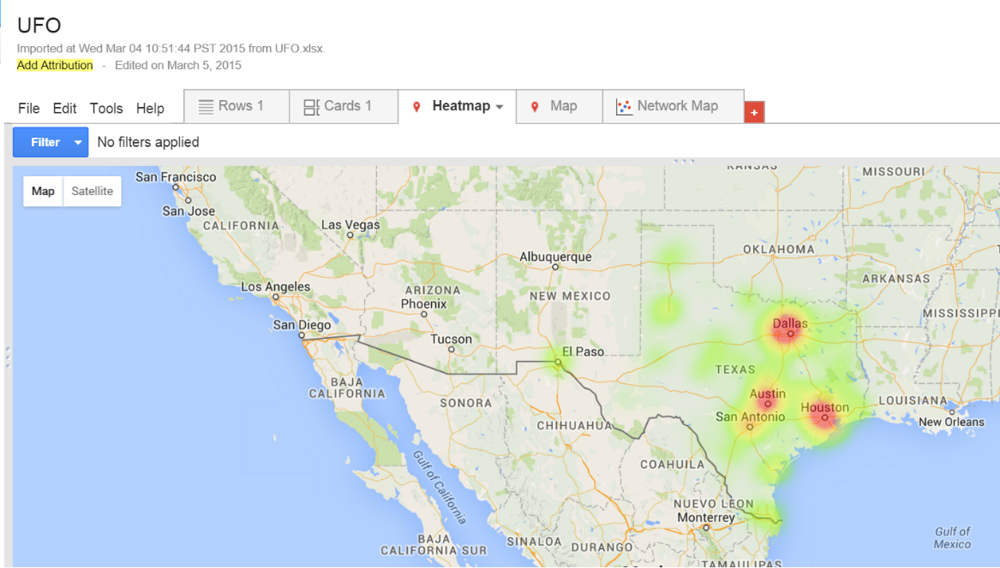 UFO
Imported at Wed Mar 04 10:51:44 PST 2015 from UFO.xlsx.
Add Attribution - Edited on March 5, 2015
File Edit Tools Help Rows 1 Cards 1 Heatmap Map Network Map +
Filter No filters applied
Map Satellite
San Francisco
KANSAS
MISSOURI
San Jose
CALIFORNIA
Las Vegas
OKLAHOMA
Albuquerque
ARKANSAS
Los Angeles
ARIZONA
NEW MEXICO
Phoenix
MISSISSIPPI
San Diego
Dallas
Tucson
El Paso
TEXAS
BAJA
CALIFORNIA
SONORA
Austin
LOUISIANA
Houston
San Antonio
New Orleans
CHIHUAHUA
COAHUILA
Gulf of California
NUEVO LEON
Monterrey
Gulf of
Mexico
BAJA
CALIFORNIA SUR
SINALOA
DURANGO
TAMAULIPAS